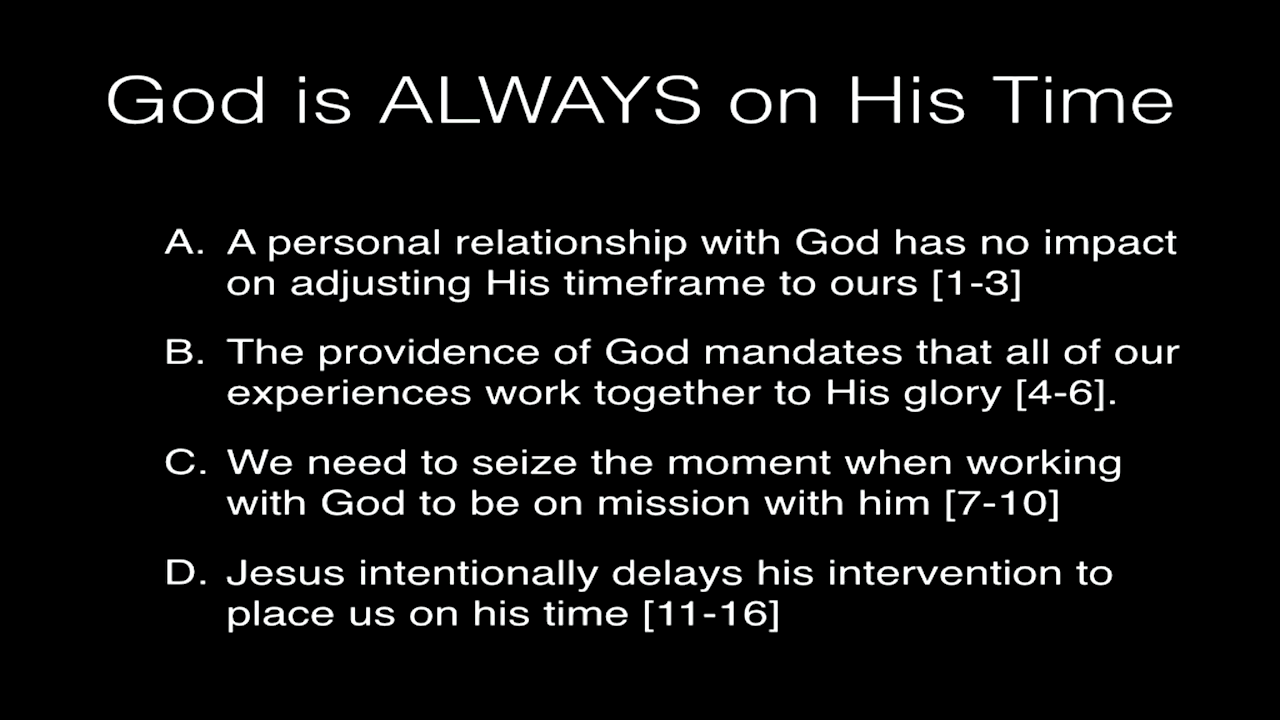 God is ALWAYS on His Time
A. A personal relationship with God has no impact
on adjusting His timeframe to ours [1-3]
B. The providence of God mandates that all of our
experiences work together to His glory [4-6].
C. We need to seize the moment when working
with God to be on mission with him [7-10]
D. Jesus intentionally delays his intervention to
place us on his time [11-16]